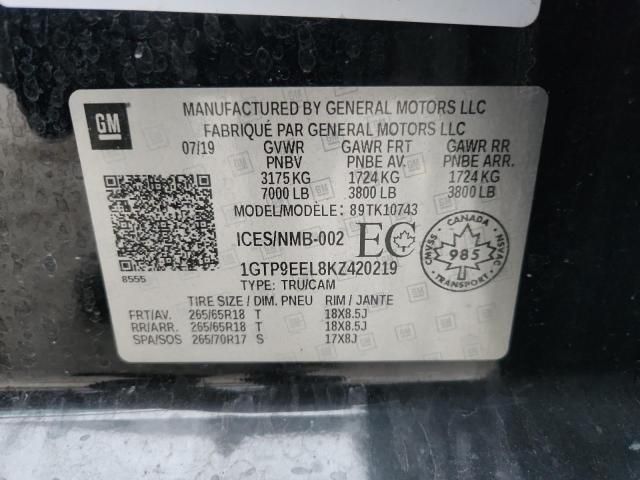 GM
MANUFACTURED BY GENERAL MOTORS LLC
FABRIQUÉ PAR GENERAL MOTORS LLC
07/19 GVWR GAWR FRT GAWR RR
PNBV PNBE AV. PNBE ARR.
3175 KG 1724 KG 1724 KG
7000 LB 3800 LB 3800 LB
MODEL/MODÈLE: 89TK10743
ICES/NMB-002 EC
CANADA
CMVSS 985 NSVAC
TRANSPORT
8555
1GTP9EEL8KZ420219
TYPE: TRU/CAM
TIRE SIZE / DIM. PNEU RIM / JANTE
FRT/AV. 265/65R18 T 18X8.5J
RR/ARR. 265/65R18 T 18X8.5J
SPA/SOS 265/70R17 S 17X8J